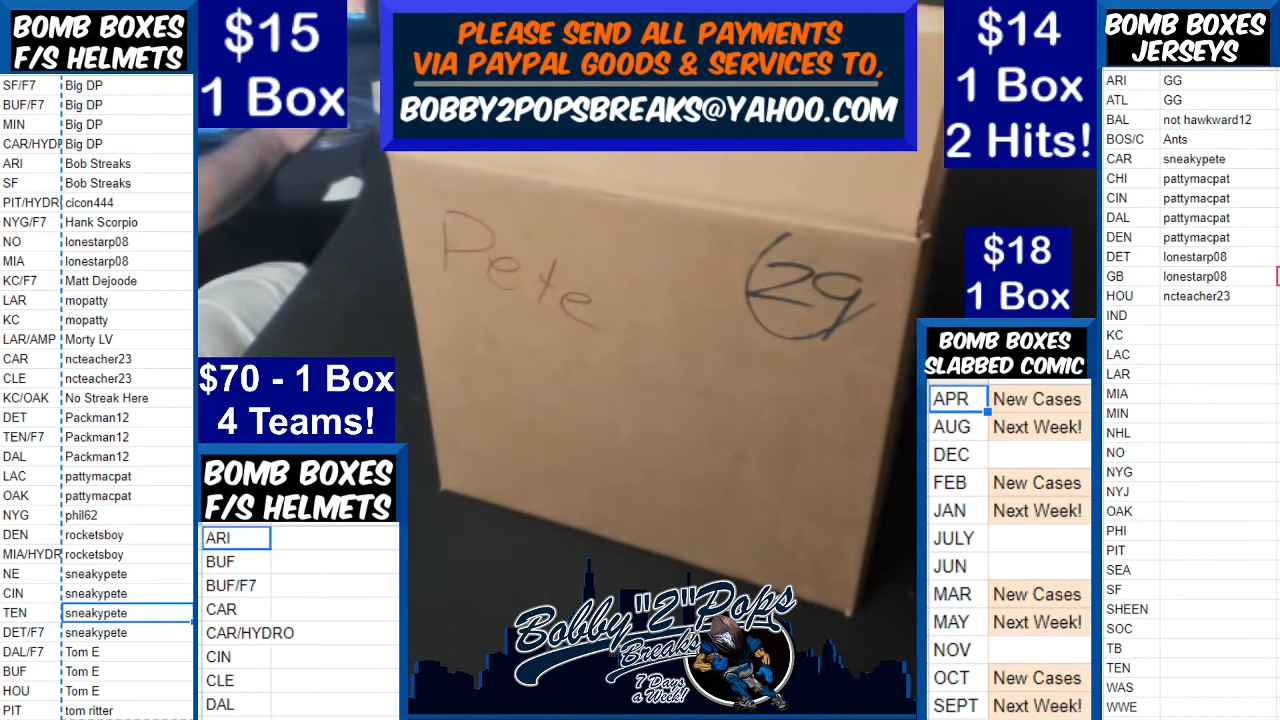 BOMB BOXES
F/S HELMETS
SF/F7 Big DP
BUF/F7 Big DP
MIN Big DP
CAR/HYDR Big DP
ARI Bob Streaks
SF Bob Streaks
PIT/HYDR cicon444
NYG/F7 Hank Scorpio
NO lonestarp08
MIA lonestarp08
KC/F7 Matt Dejoode
LAR mopatty
KC mopatty
LAR/AMP Morty LV
CAR ncteacher23
CLE ncteacher23
KC/OAK No Streak Here
DET Packman12
TEN/F7 Packman12
DAL Packman12
LAC pattymacpat
OAK pattymacpat
NYG phil62
DEN rocketsboy
MIA/HYDR rocketsboy
NE sneakypete
CIN sneakypete
TEN sneakypete
DET/F7 sneakypete
DAL/F7 Tom E
BUF Tom E
HOU Tom E
PIT tom ritter
$15
1 Box
$70 - 1 Box
4 Teams!
BOMB BOXES
F/S HELMETS
ARI
BUF
BUF/F7
CAR
CAR/HYDRO
CIN
CLE
DAL
PLEASE SEND ALL PAYMENTS
VIA PAYPAL GOODS & SERVICES TO,
BOBBY2POPSBREAKS@YAHOO.COM
Pete 29
Bobby "2" Pops
Breaks
7 Days
a Week!
$14
1 Box
2 Hits!
$18
1 Box
BOMB BOXES
SLABBED COMIC
APR New Cases
AUG Next Week!
DEC
FEB New Cases
JAN Next Week!
JULY
JUN
MAR New Cases
MAY Next Week!
NOV
OCT New Cases
SEPT Next Week!
BOMB BOXES
JERSEYS
ARI GG
ATL GG
BAL not hawkward12
BOS/C Ants
CAR sneakypete
CHI pattymacpat
CIN pattymacpat
DAL pattymacpat
DEN pattymacpat
DET lonestarp08
GB lonestarp08
HOU ncteacher23
IND
KC
LAC
LAR
MIA
MIN
NHL
NO
NYG
NYJ
OAK
PHI
PIT
SEA
SF
SHEEN
SOC
TB
TEN
WAS
WWE